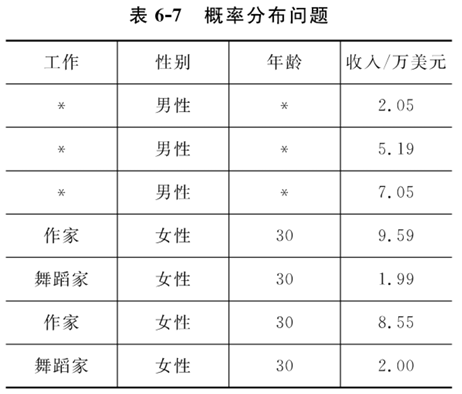 表 6-7 概率分布问题
工作 性别 年龄 收入/万美元
* 男性 * 2.05
* 男性 * 5.19
* 男性 * 7.05
作家 女性 30 9.59
舞蹈家 女性 30 1.99
作家 女性 30 8.55
舞蹈家 女性 30 2.00